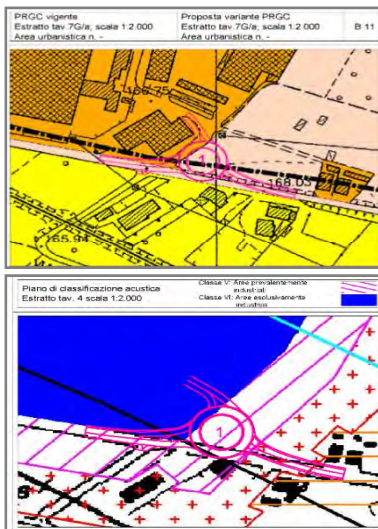 PRGC vigente
Estratto tav.7G/a; scala 1:2.000
Area urbanistica n. -
Proposta variante PRGC
Estratto tav.7G/a; scala 1:2.000
Area urbanistica n. -
B 11
1
168.03
165.94
Piano di classificazione acustica
Estratto tav. 4 scala 1:2.000
Classe V: Aree prevalentemente
industriali
Classe VI: Aree esclusivamente
industriali
1